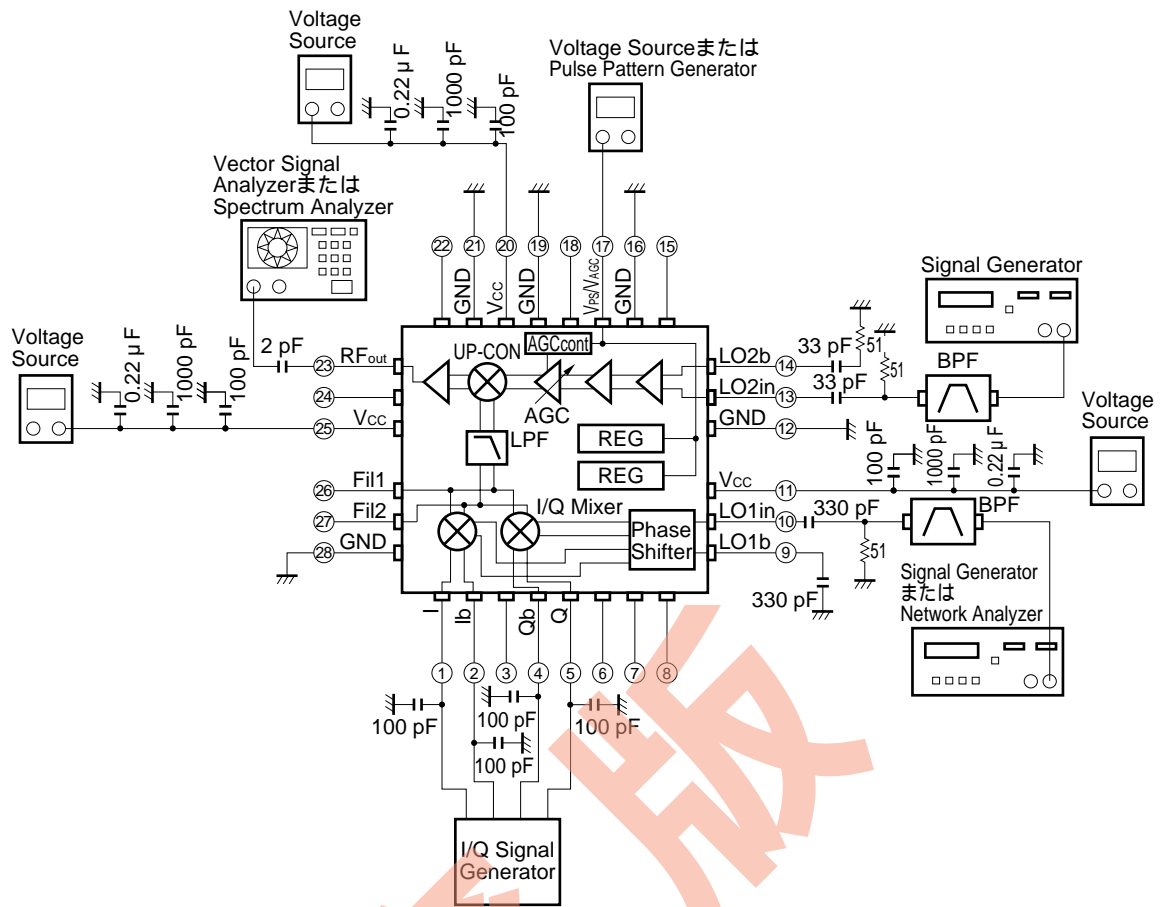 Voltage
Source
0.22 μF
1000 pF
100 pF
Voltage Sourceまたは
Pulse Pattern Generator
Vector Signal
Analyzerまたは
Spectrum Analyzer
22
21
20
19
18
17
16
15
GND
VCC
GND
VPS/VAGC
GND
Signal Generator
Voltage
Source
0.22 μF
1000 pF
100 pF
2 pF
23
RFout
24
25
VCC
26
Fil1
27
Fil2
28
GND
UP-CON
AGCcont
AGC
LPF
REG
REG
I/Q Mixer
Phase
Shifter
LO2b
14
33 pF
51
LO2in
13
33 pF
51
BPF
GND
12
Voltage
Source
100 pF
1000 pF
0.22 μF
VCC
11
LO1in
10
330 pF
51
BPF
LO1b
9
330 pF
Signal Generator
または
Network Analyzer
I
Ib
Qb
Q
1
2
3
4
5
6
7
8
100 pF
100 pF
100 pF
100 pF
I/Q Signal
Generator
版